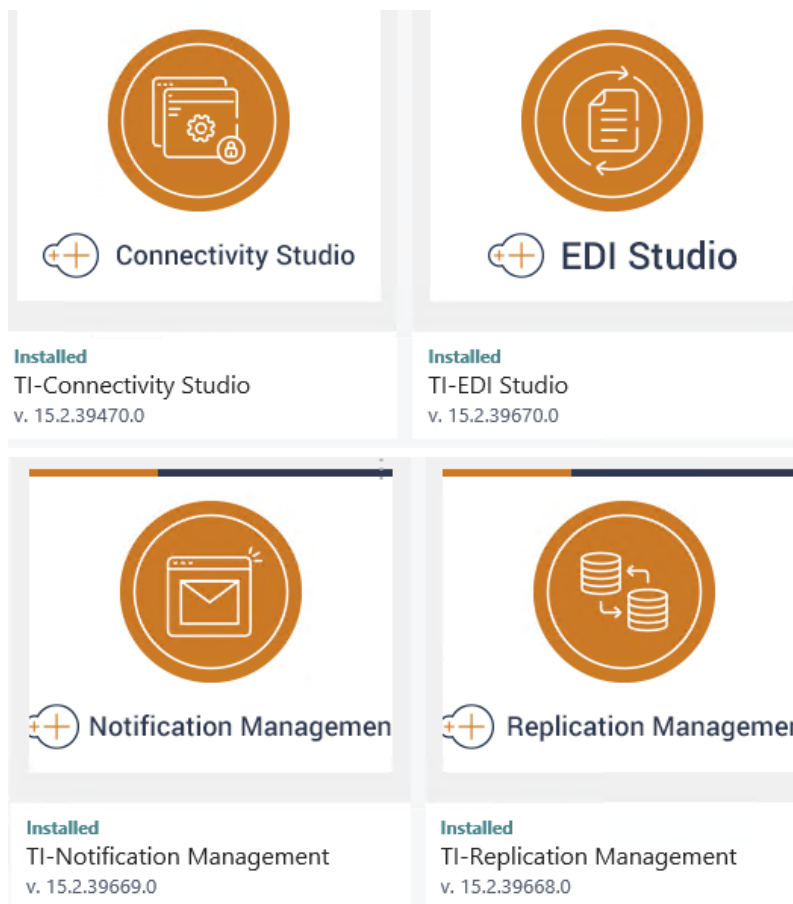 Connectivity Studio
EDI Studio
Installed
TI-Connectivity Studio
v. 15.2.39470.0
Installed
TI-EDI Studio
v. 15.2.39670.0
Notification Managemen
Replication Managemen
Installed
TI-Notification Management
v. 15.2.39669.0
Installed
TI-Replication Management
v. 15.2.39668.0